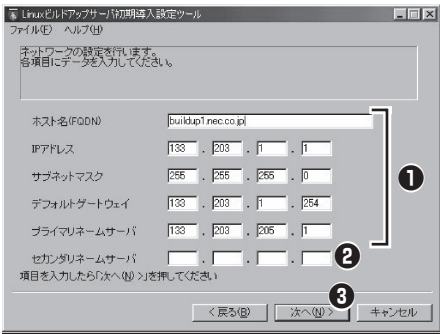 Linuxビルドアップサーバ初期導入設定ツール
ファイル(F) ヘルプ(H)
ネットワークの設定を行います。
各項目にデータを入力してください。
ホスト名(FQDN) buildup1.nec.co.jp
IPアドレス 133 . 203 . 1 . 1
サブネットマスク 255 . 255 . 255 . 0
デフォルトゲートウェイ 133 . 203 . 1 . 254
プライマリネームサーバ 133 . 203 . 205 . 1
❶
セカンダリネームサーバ . . . ❷
項目を入力したら「次へ(N) >」を押してください
❸
< 戻る(B) 次へ(N) > キャンセル